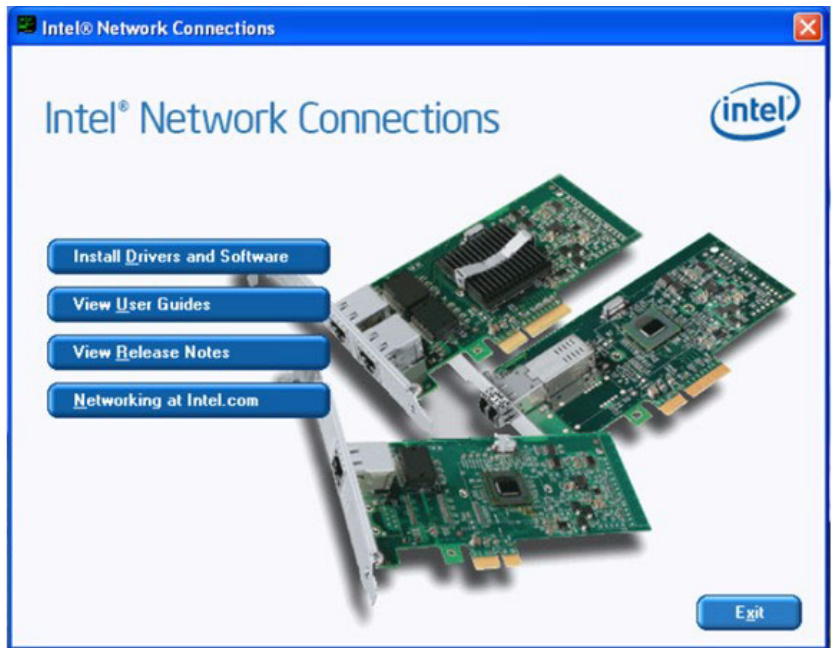 Intel® Network Connections
Intel® Network Connections
intel
Install Drivers and Software
View User Guides
View Release Notes
Networking at Intel.com
Exit